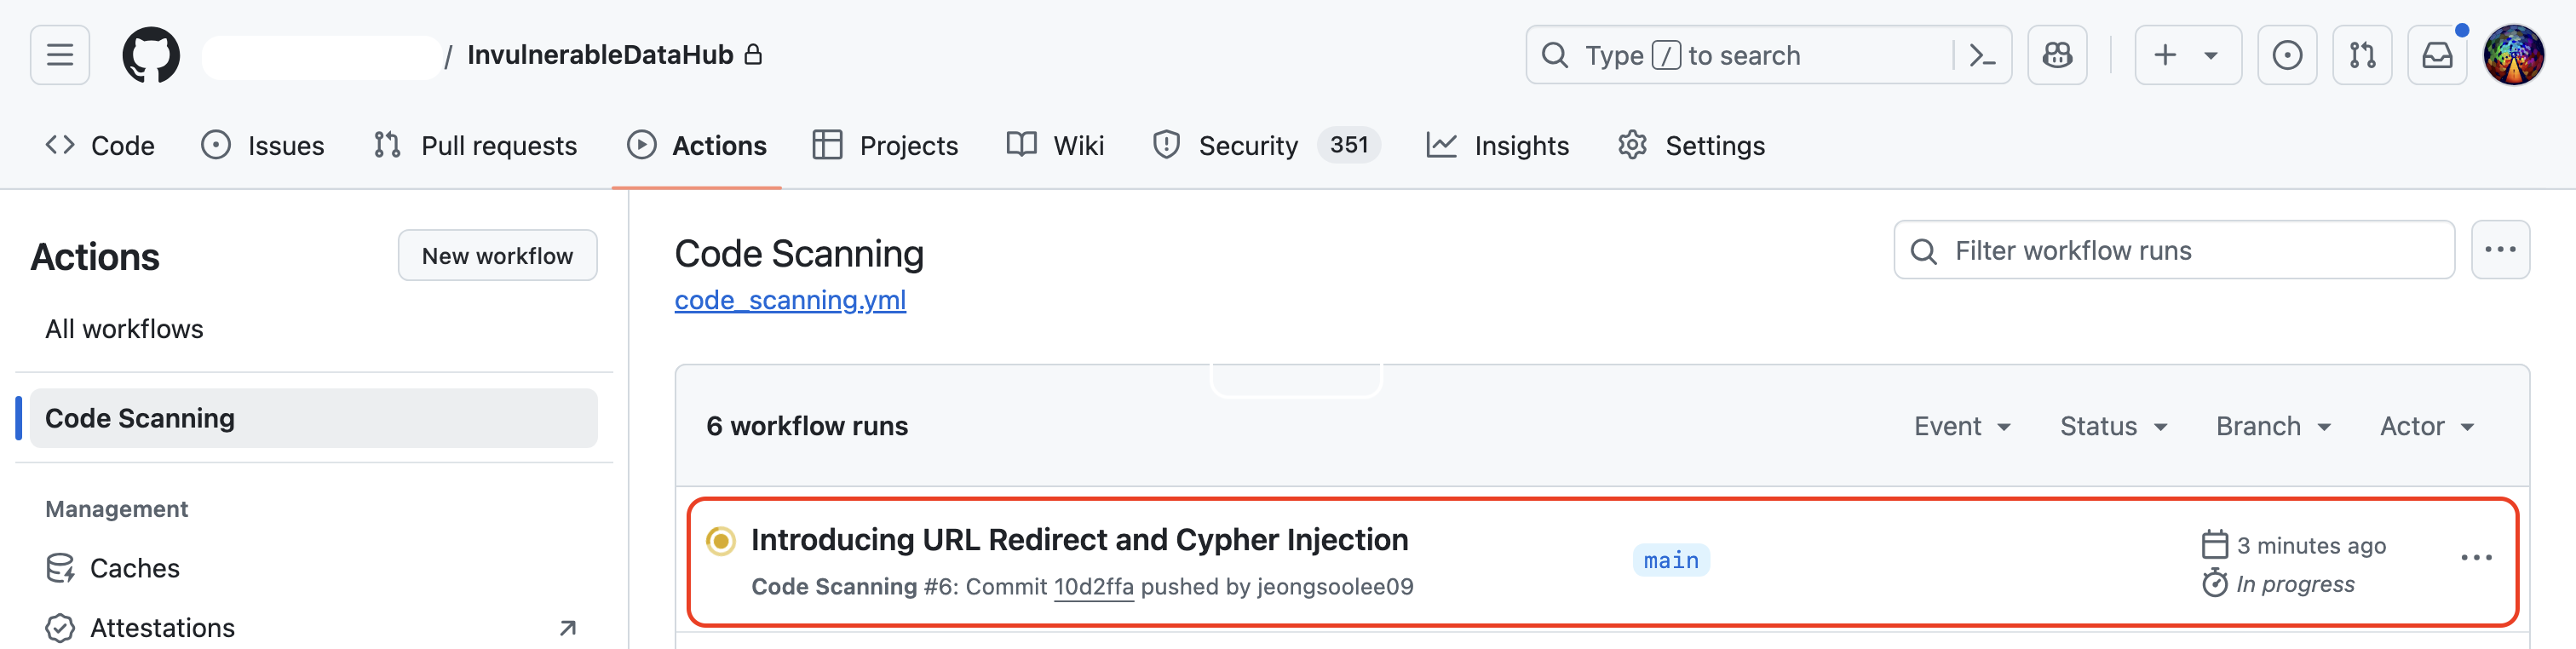 / InvulnerableDataHub
Type / to search
Code
Issues
Pull requests
Actions
Projects
Wiki
Security 351
Insights
Settings
Actions
New workflow
All workflows
Code Scanning
Management
Caches
Attestations
Code Scanning
code_scanning.yml
Filter workflow runs
6 workflow runs
Event
Status
Branch
Actor
Introducing URL Redirect and Cypher Injection
Code Scanning #6: Commit 10d2ffa pushed by jeongsoolee09
main
3 minutes ago
In progress